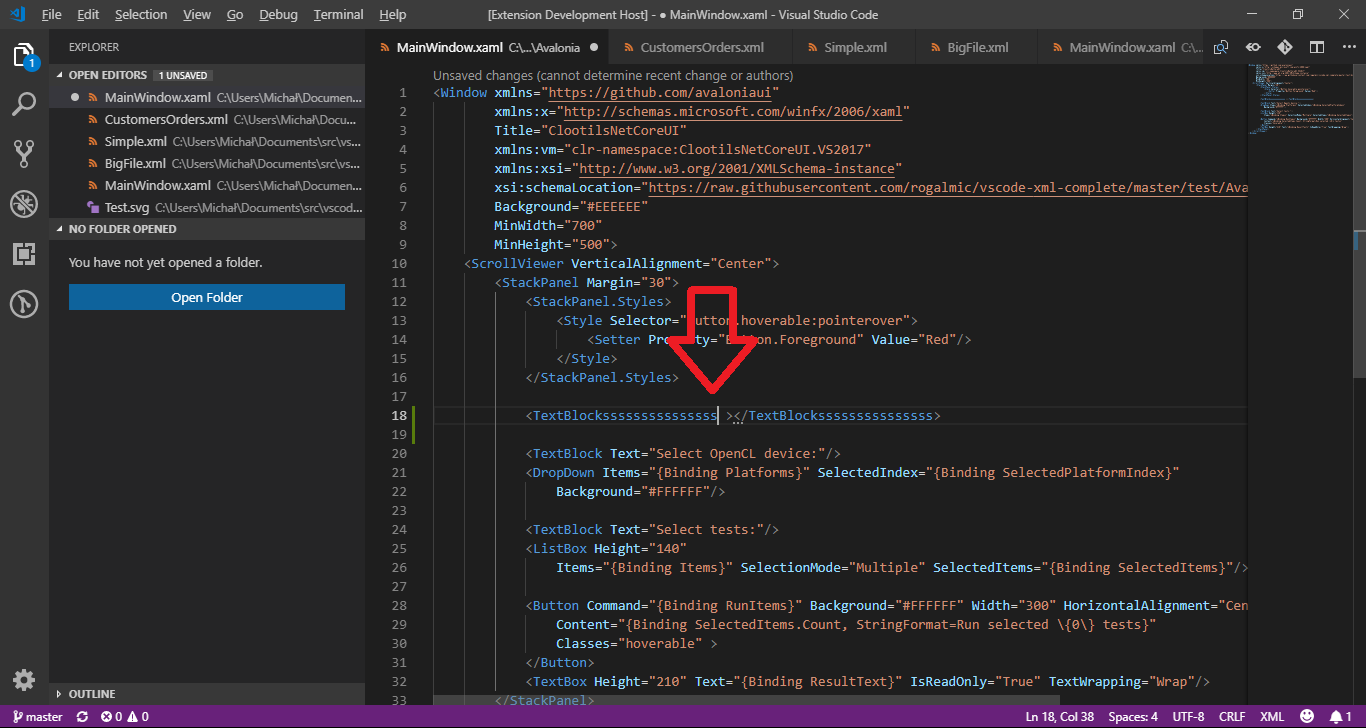 File Edit Selection View Go Debug Terminal Help [Extension Development Host] - ● MainWindow.xaml - Visual Studio Code
EXPLORER
MainWindow.xaml C:\...\Avalonia ●
CustomersOrders.xml
Simple.xml
BigFile.xml
MainWindow.xaml C:\...
1
OPEN EDITORS 1 UNSAVED
● MainWindow.xaml C:\Users\Michał\Documen...
CustomersOrders.xml C:\Users\Michał\Docu...
Simple.xml C:\Users\Michał\Documents\src\vs...
BigFile.xml C:\Users\Michał\Documents\src\vs...
MainWindow.xaml C:\Users\Michał\Documen...
Test.svg C:\Users\Michał\Documents\src\vscod...
NO FOLDER OPENED
You have not yet opened a folder.
Open Folder
OUTLINE
Unsaved changes (cannot determine recent change or authors)
1 <Window xmlns="https://github.com/avaloniaui"
2 xmlns:x="http://schemas.microsoft.com/winfx/2006/xaml"
3 Title="ClootilsNetCoreUI"
4 xmlns:vm="clr-namespace:ClootilsNetCoreUI.VS2017"
5 xmlns:xsi="http://www.w3.org/2001/XMLSchema-instance"
6 xsi:schemaLocation="https://raw.githubusercontent.com/rogalmic/vscode-xml-complete/master/test/Ava
7 Background="#EEEEEE"
8 MinWidth="700"
9 MinHeight="500">
10 <ScrollViewer VerticalAlignment="Center">
11 <StackPanel Margin="30">
12 <StackPanel.Styles>
13 <Style Selector="utton.hoverable:pointerover">
14 <Setter Pro ty="B on.Foreground" Value="Red"/>
15 </Style>
16 </StackPanel.Styles>
17
18 <TextBlocksssssssssssssss ></TextBlocksssssssssssssss>
19
20 <TextBlock Text="Select OpenCL device:"/>
21 <DropDown Items="{Binding Platforms}" SelectedIndex="{Binding SelectedPlatformIndex}"
22 Background="#FFFFFF"/>
23
24 <TextBlock Text="Select tests:"/>
25 <ListBox Height="140"
26 Items="{Binding Items}" SelectionMode="Multiple" SelectedItems="{Binding SelectedItems}"/>
27
28 <Button Command="{Binding RunItems}" Background="#FFFFFF" Width="300" HorizontalAlignment="Cen
29 Content="{Binding SelectedItems.Count, StringFormat=Run selected \{0\} tests}"
30 Classes="hoverable" >
31 </Button>
32 <TextBox Height="210" Text="{Binding ResultText}" IsReadOnly="True" TextWrapping="Wrap"/>
33 </StackPanel>
master 0 0 Ln 18, Col 38 Spaces: 4 UTF-8 CRLF XML 1